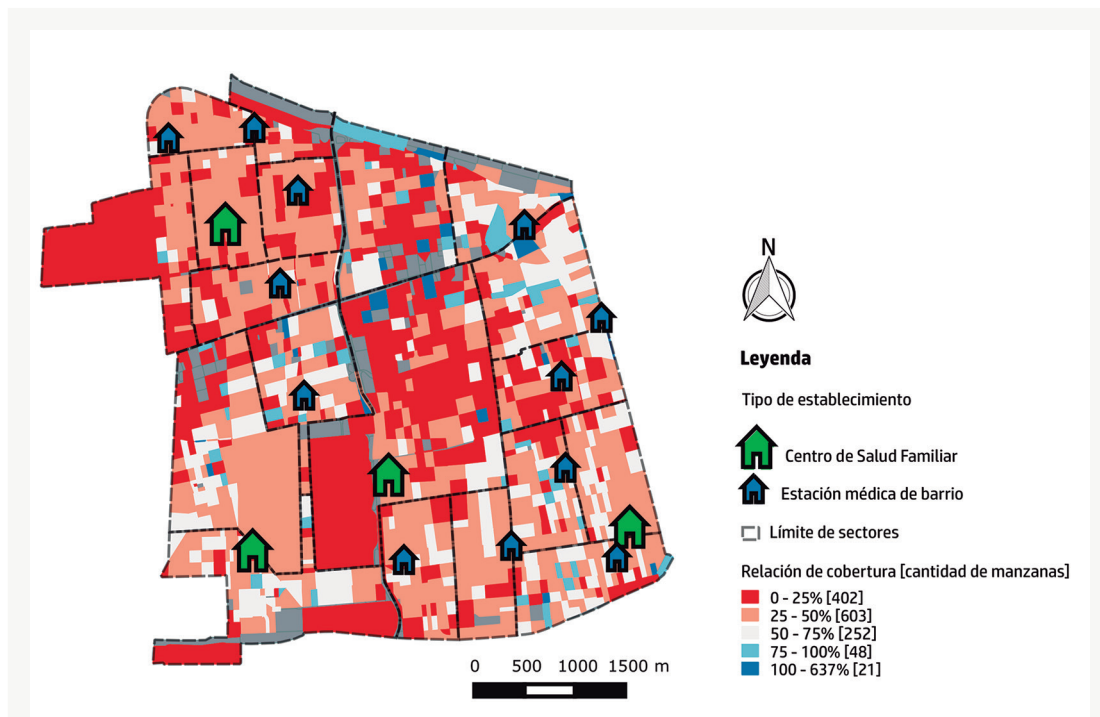 N
Leyenda
Tipo de establecimiento
Centro de Salud Familiar
Estación médica de barrio
Límite de sectores
Relación de cobertura [cantidad de manzanas]
0 - 25% [402]
25 - 50% [603]
50 - 75% [252]
75 - 100% [48]
100 - 637% [21]
0 500 1000 1500 m